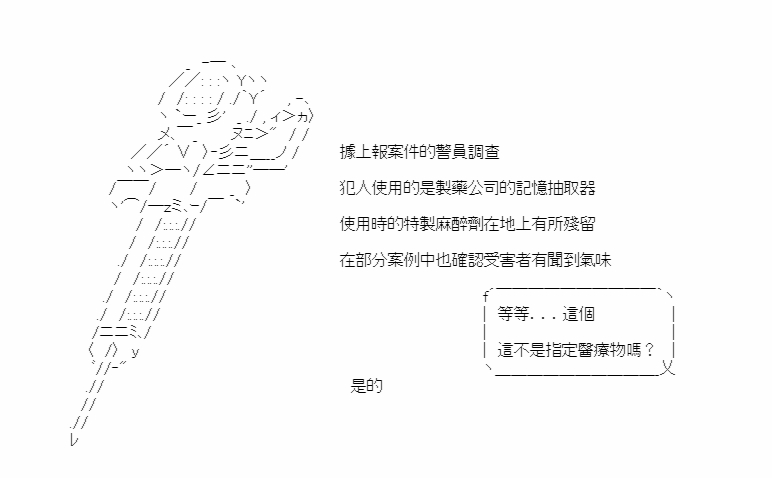 據上報案件的警員調查
犯人使用的是製藥公司的記憶抽取器
使用時的特製麻醉劑在地上有所殘留
在部分案例中也確認受害者有聞到氣味
等等...這個
這不是指定醫療物嗎？
是的